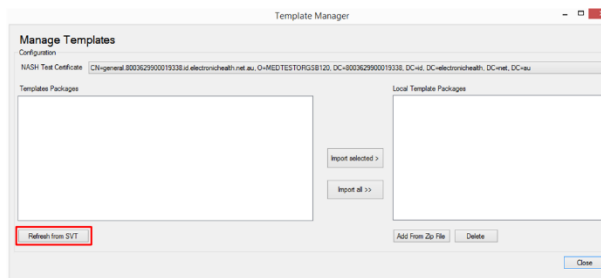 Template Manager
Manage Templates
Configuration
NASH Test Certificate CN=general.8003629900019338.id.electronichealth.net.au, O=MEDTESTORGSB120, DC=8003629900019338, DC=id, DC=electronichealth, DC=net, DC=au
Templates Packages Local Template Packages
Import selected >
Import all >>
Refresh from SVT Add From Zip File Delete
Close